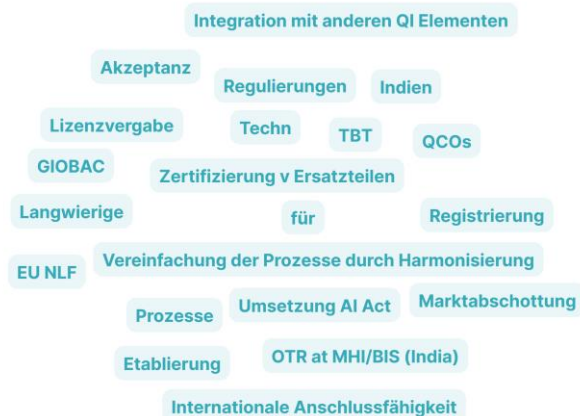 Integration mit anderen QI Elementen
Akzeptanz
Regulierungen
Indien
Lizenzvergabe
Techn
TBT
QCOs
GlOBAC
Zertifizierung v Ersatzteilen
Langwierige
für
Registrierung
EU NLF
Vereinfachung der Prozesse durch Harmonisierung
Prozesse
Umsetzung AI Act
Marktabschottung
Etablierung
OTR at MHI/BIS (India)
Internationale Anschlussfähigkeit